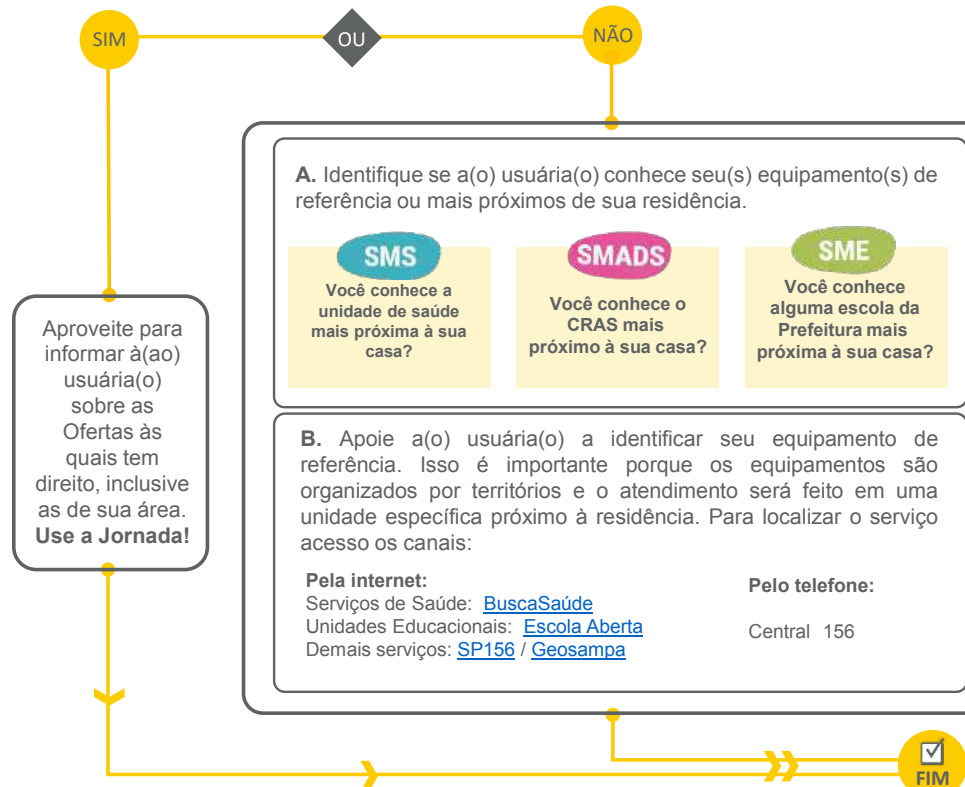 SIM
OU
NÃO
Aproveite para
informar à(ao)
usuária(o)
sobre as
Ofertas às
quais tem
direito, inclusive
as de sua área.
Use a Jornada!
A. Identifique se a(o) usuária(o) conhece seu(s) equipamento(s) de
referência ou mais próximos de sua residência.
SMS
Você conhece a
unidade de saúde
mais próxima à sua
casa?
SMADS
Você conhece o
CRAS mais
próximo à sua casa?
SME
Você conhece
alguma escola da
Prefeitura mais
próxima à sua casa?
B. Apoie a(o) usuária(o) a identificar seu equipamento de
referência. Isso é importante porque os equipamentos são
organizados por territórios e o atendimento será feito em uma
unidade específica próximo à residência. Para localizar o serviço
acesso os canais:
Pela internet:
Serviços de Saúde: BuscaSaúde
Unidades Educacionais: Escola Aberta
Demais serviços: SP156 / Geosampa
Pelo telefone:
Central 156
FIM